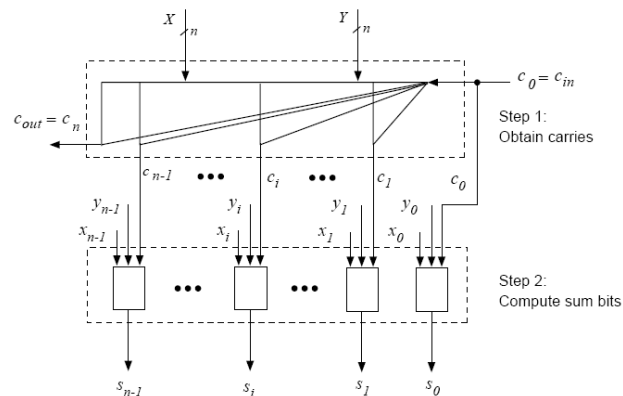 X
n
Y
n
c_0 = c_in
c_out = c_n
Step 1:
Obtain carries
c_n-1
••• 
c_i
•••
c_1
c_0
y_n-1
y_i
y_1
y_0
x_n-1
x_i
x_1
x_0
•••
•••
Step 2:
Compute sum bits
s_n-1
s_i
s_1
s_0